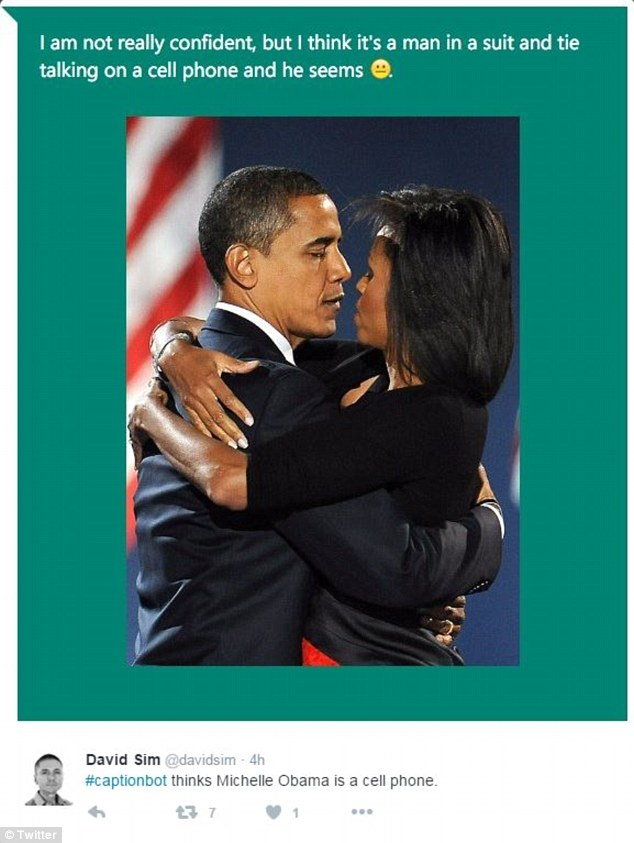 I am not really confident, but I think it's a man in a suit and tie
talking on a cell phone and he seems 😐.
David Sim @davidsim · 4h
#captionbot thinks Michelle Obama is a cell phone.
7
1
© Twitter